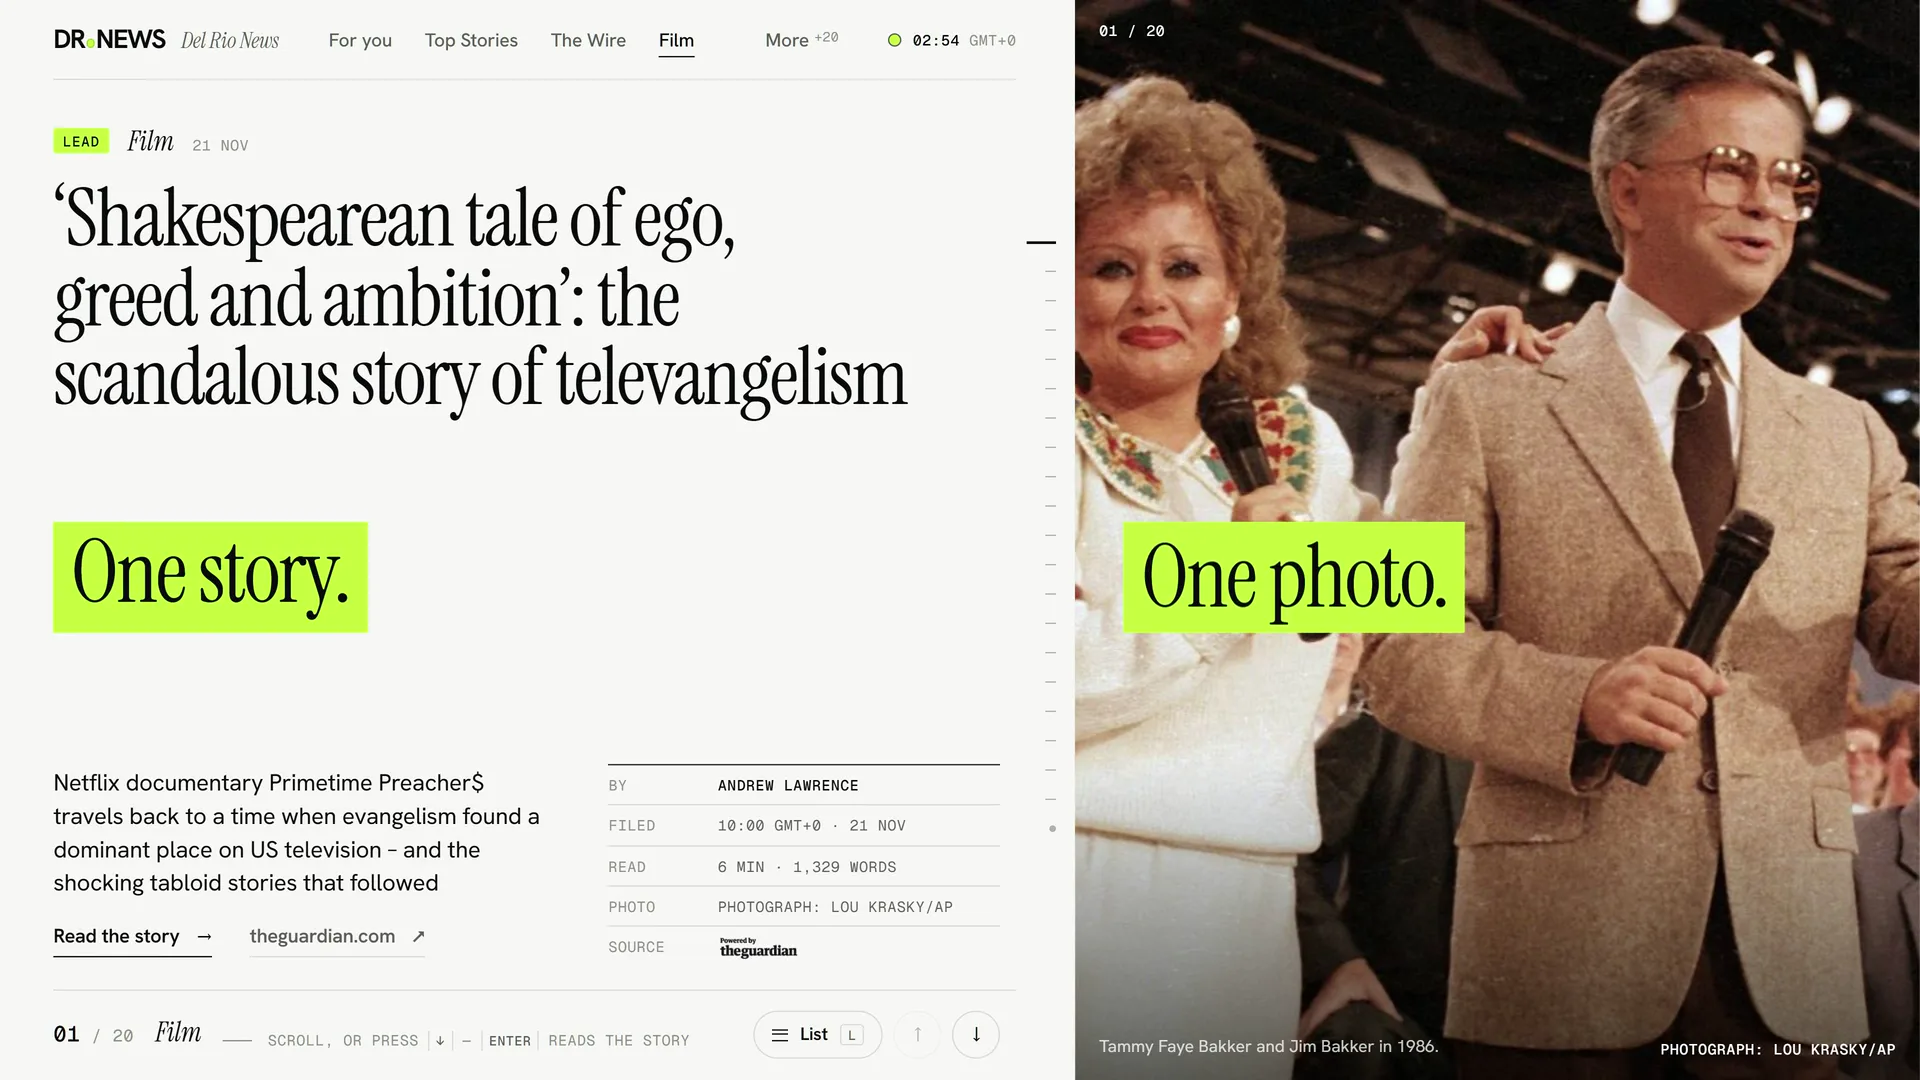 DR.NEWS Del Rio News For you Top Stories The Wire Film More +20 02:54 GMT+0
LEAD Film 21 NOV
‘Shakespearean tale of ego,
greed and ambition’: the
scandalous story of televangelism
One story.
Netflix documentary Primetime Preacher$
travels back to a time when evangelism found a
dominant place on US television – and the
shocking tabloid stories that followed
Read the story → theguardian.com ↗
BY ANDREW LAWRENCE
FILED 10:00 GMT+0 · 21 NOV
READ 6 MIN · 1,329 WORDS
PHOTO PHOTOGRAPH: LOU KRASKY/AP
SOURCE Powered by
theguardian
01 / 20 Film — SCROLL, OR PRESS ↓ – ENTER READS THE STORY List L ↑ ↓
01 / 20
One photo.
Tammy Faye Bakker and Jim Bakker in 1986.
PHOTOGRAPH: LOU KRASKY/AP